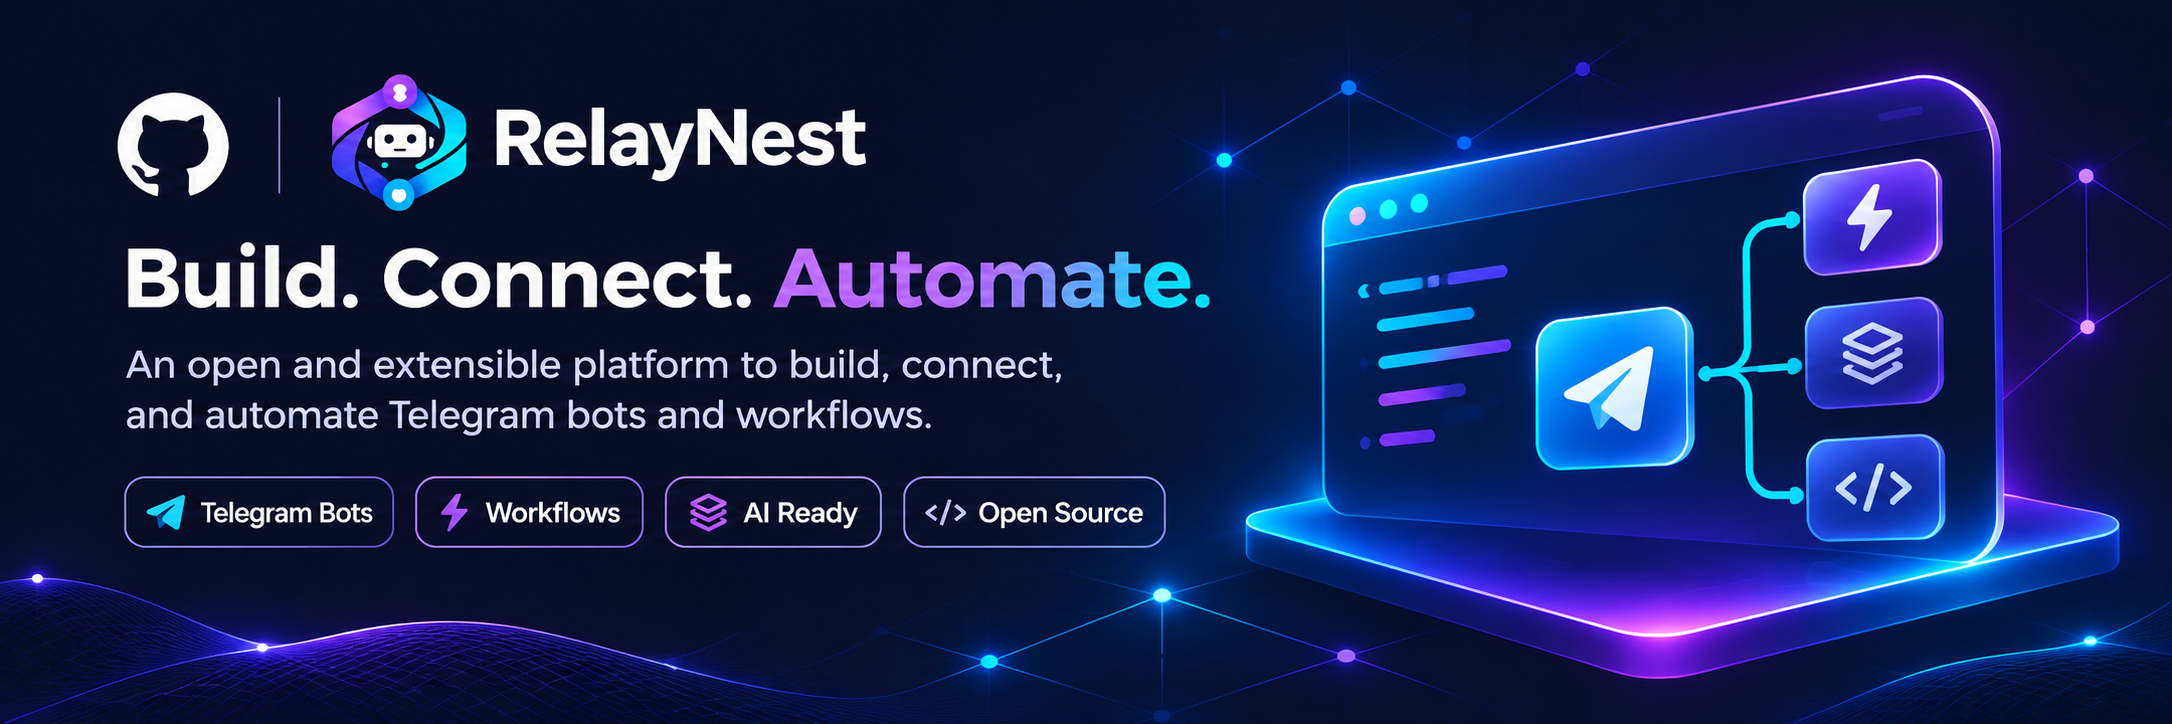 RelayNest
Build. Connect. Automate.
An open and extensible platform to build, connect,
and automate Telegram bots and workflows.
Telegram Bots
Workflows
AI Ready
</> Open Source
</>